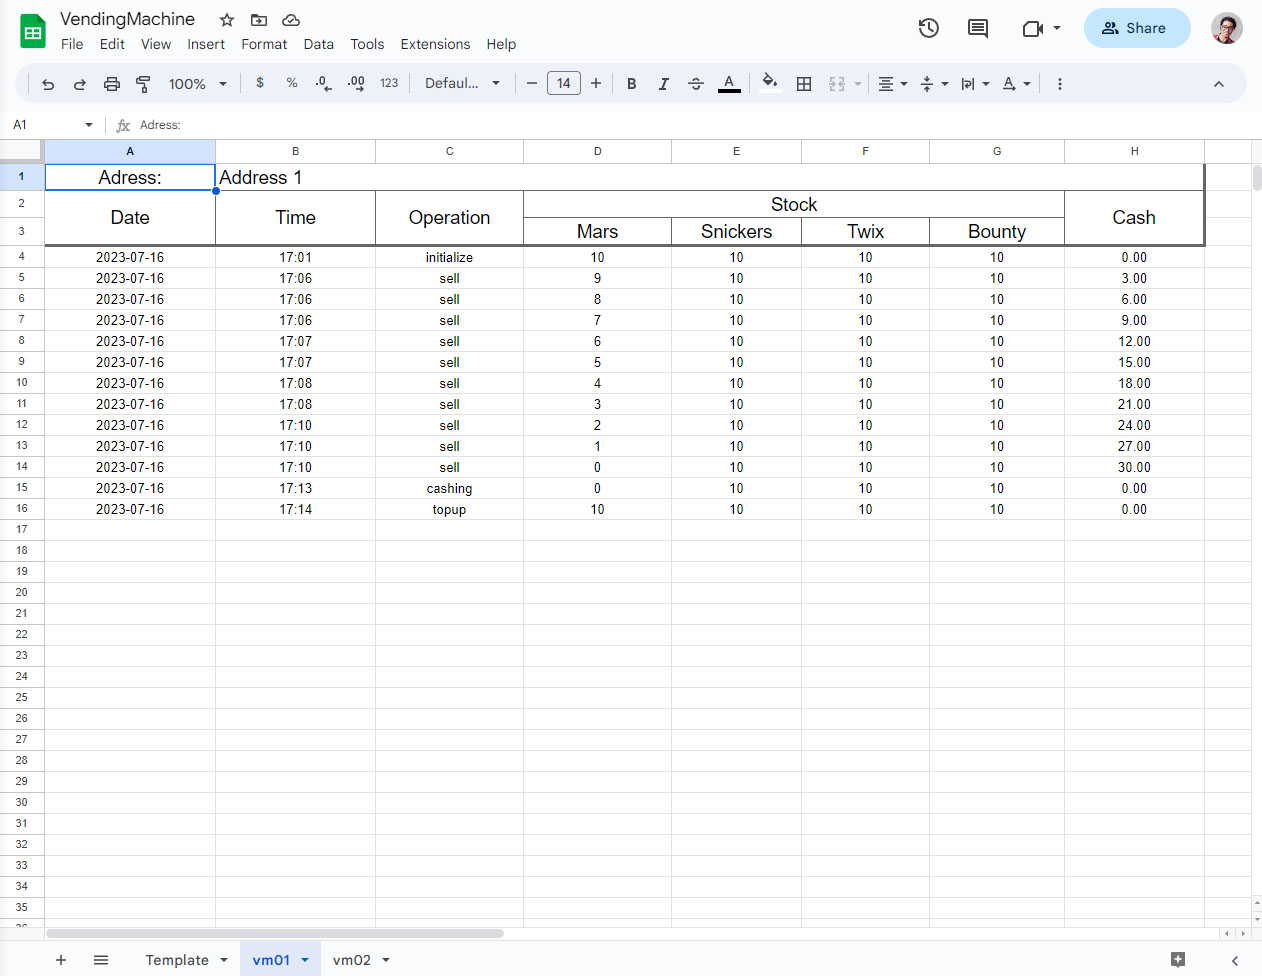 VendingMachine
File Edit View Insert Format Data Tools Extensions Help
Share
100% $ % .0 .00 123 Defaul... − 14 + B I S A
A1 fx Adress:
A B C D E F G H
1 Adress: Address 1
2 Date Time Operation Stock Cash
3 Mars Snickers Twix Bounty
4 2023-07-16 17:01 initialize 10 10 10 10 0.00
5 2023-07-16 17:06 sell 9 10 10 10 3.00
6 2023-07-16 17:06 sell 8 10 10 10 6.00
7 2023-07-16 17:06 sell 7 10 10 10 9.00
8 2023-07-16 17:07 sell 6 10 10 10 12.00
9 2023-07-16 17:07 sell 5 10 10 10 15.00
10 2023-07-16 17:08 sell 4 10 10 10 18.00
11 2023-07-16 17:08 sell 3 10 10 10 21.00
12 2023-07-16 17:10 sell 2 10 10 10 24.00
13 2023-07-16 17:10 sell 1 10 10 10 27.00
14 2023-07-16 17:10 sell 0 10 10 10 30.00
15 2023-07-16 17:13 cashing 0 10 10 10 0.00
16 2023-07-16 17:14 topup 10 10 10 10 0.00
17
18
19
20
21
22
23
24
25
26
27
28
29
30
31
32
33
34
35
+ Template vm01 vm02